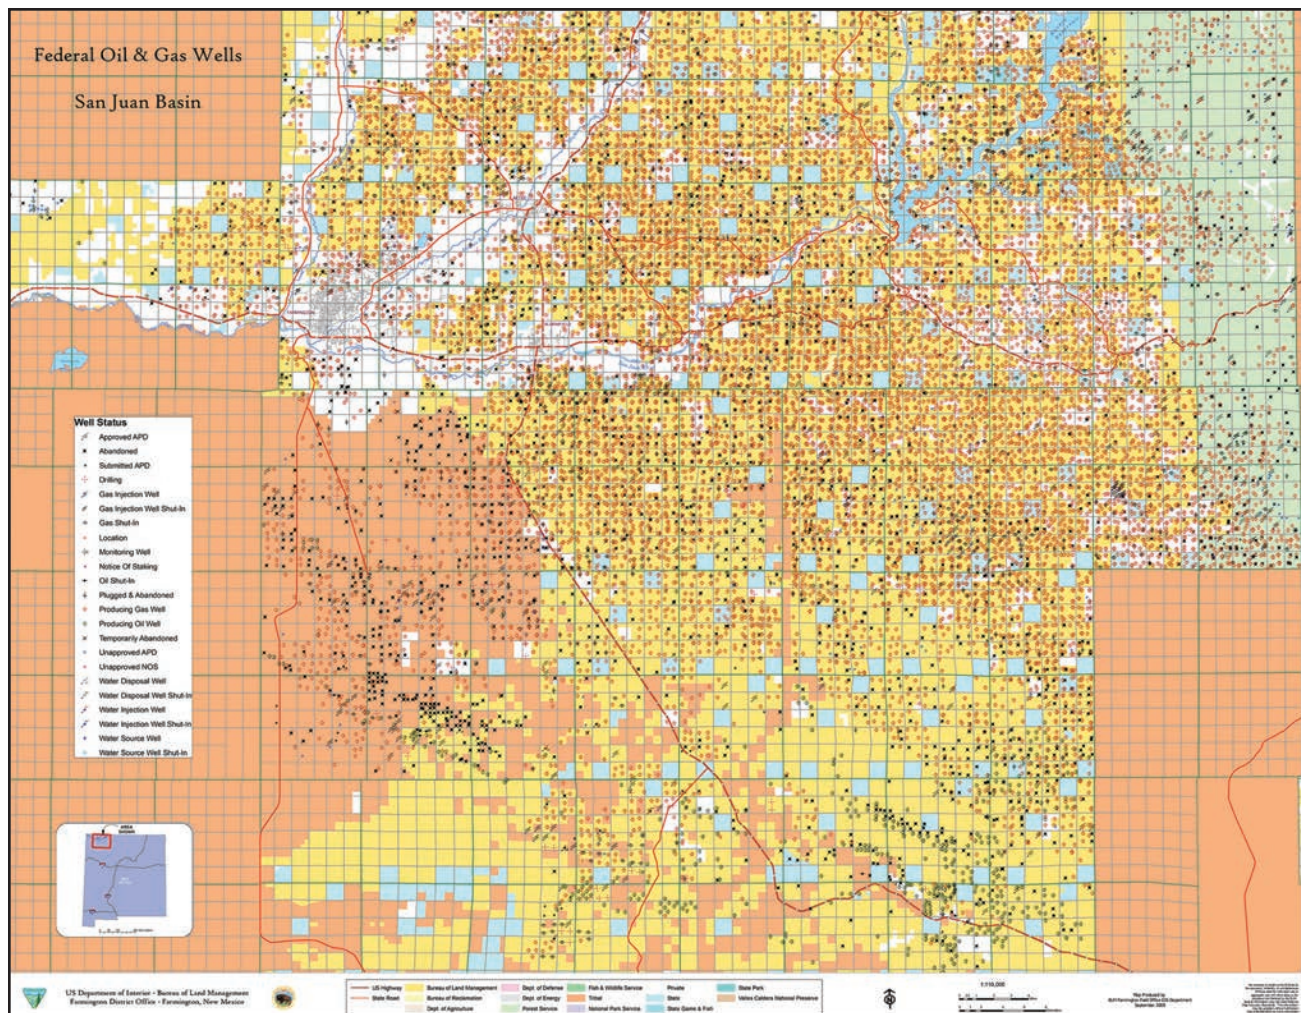 Federal Oil & Gas Wells
San Juan Basin
Well Status
Approved APD
Abandoned
Submitted APD
Drilling
Gas Injection Well
Gas Injection Well Shut-In
Gas Shut-In
Location
Monitoring Well
Notice Of Staking
Oil Shut-In
Plugged & Abandoned
Producing Gas Well
Producing Oil Well
Temporarily Abandoned
Unapproved APD
Unapproved NOS
Water Disposal Well
Water Disposal Well Shut-In
Water Injection Well
Water Injection Well Shut-In
Water Source Well
Water Source Well Shut-In
AREA
SHOWN
US Department of Interior - Bureau of Land Management
Farmington District Office - Farmington, New Mexico
US Highway
State Road
Bureau of Land Management
Bureau of Reclamation
Dept. of Agriculture
Dept. of Defense
Dept. of Energy
Forest Service
Fish & Wildlife Service
Tribal
National Park Service
Private
State
State Game & Fish
State Park
Valles Caldera National Preserve
Map Produced by